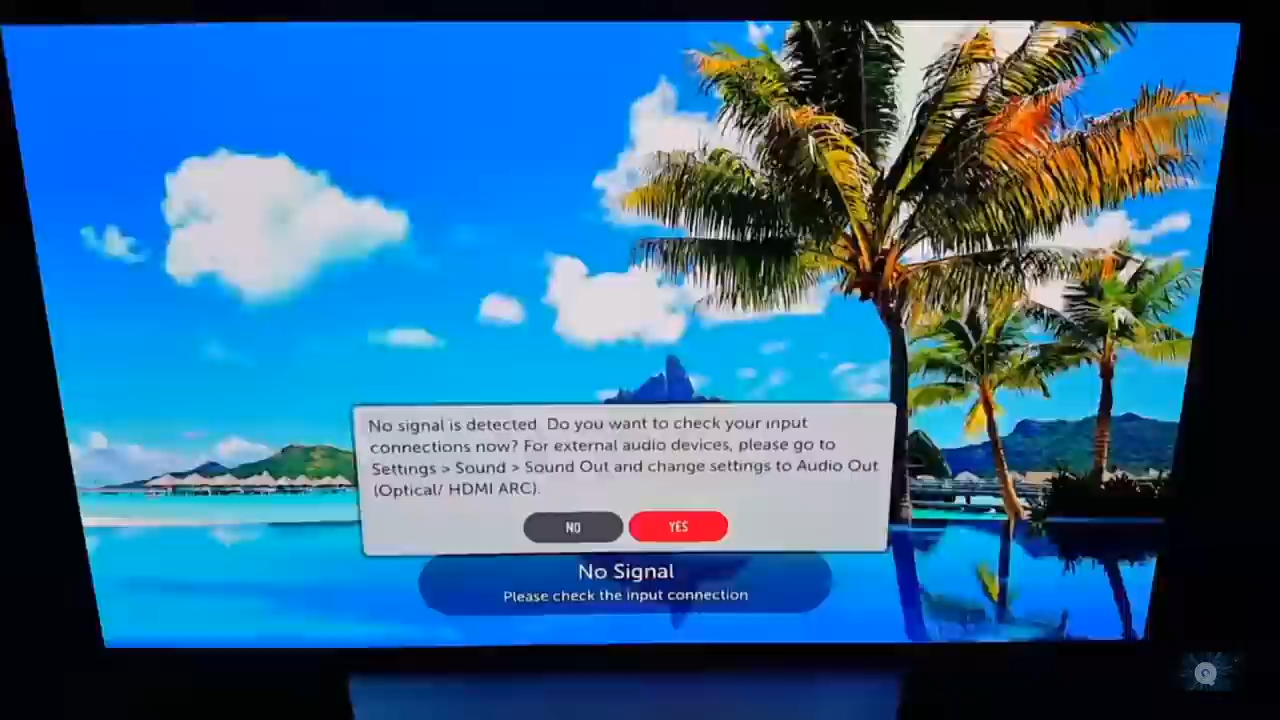 No signal is detected. Do you want to check your input
connections now? For external audio devices, please go to
Settings > Sound > Sound Out and change settings to Audio Out
(Optical/ HDMI ARC).
NO YES
No Signal
Please check the input connection